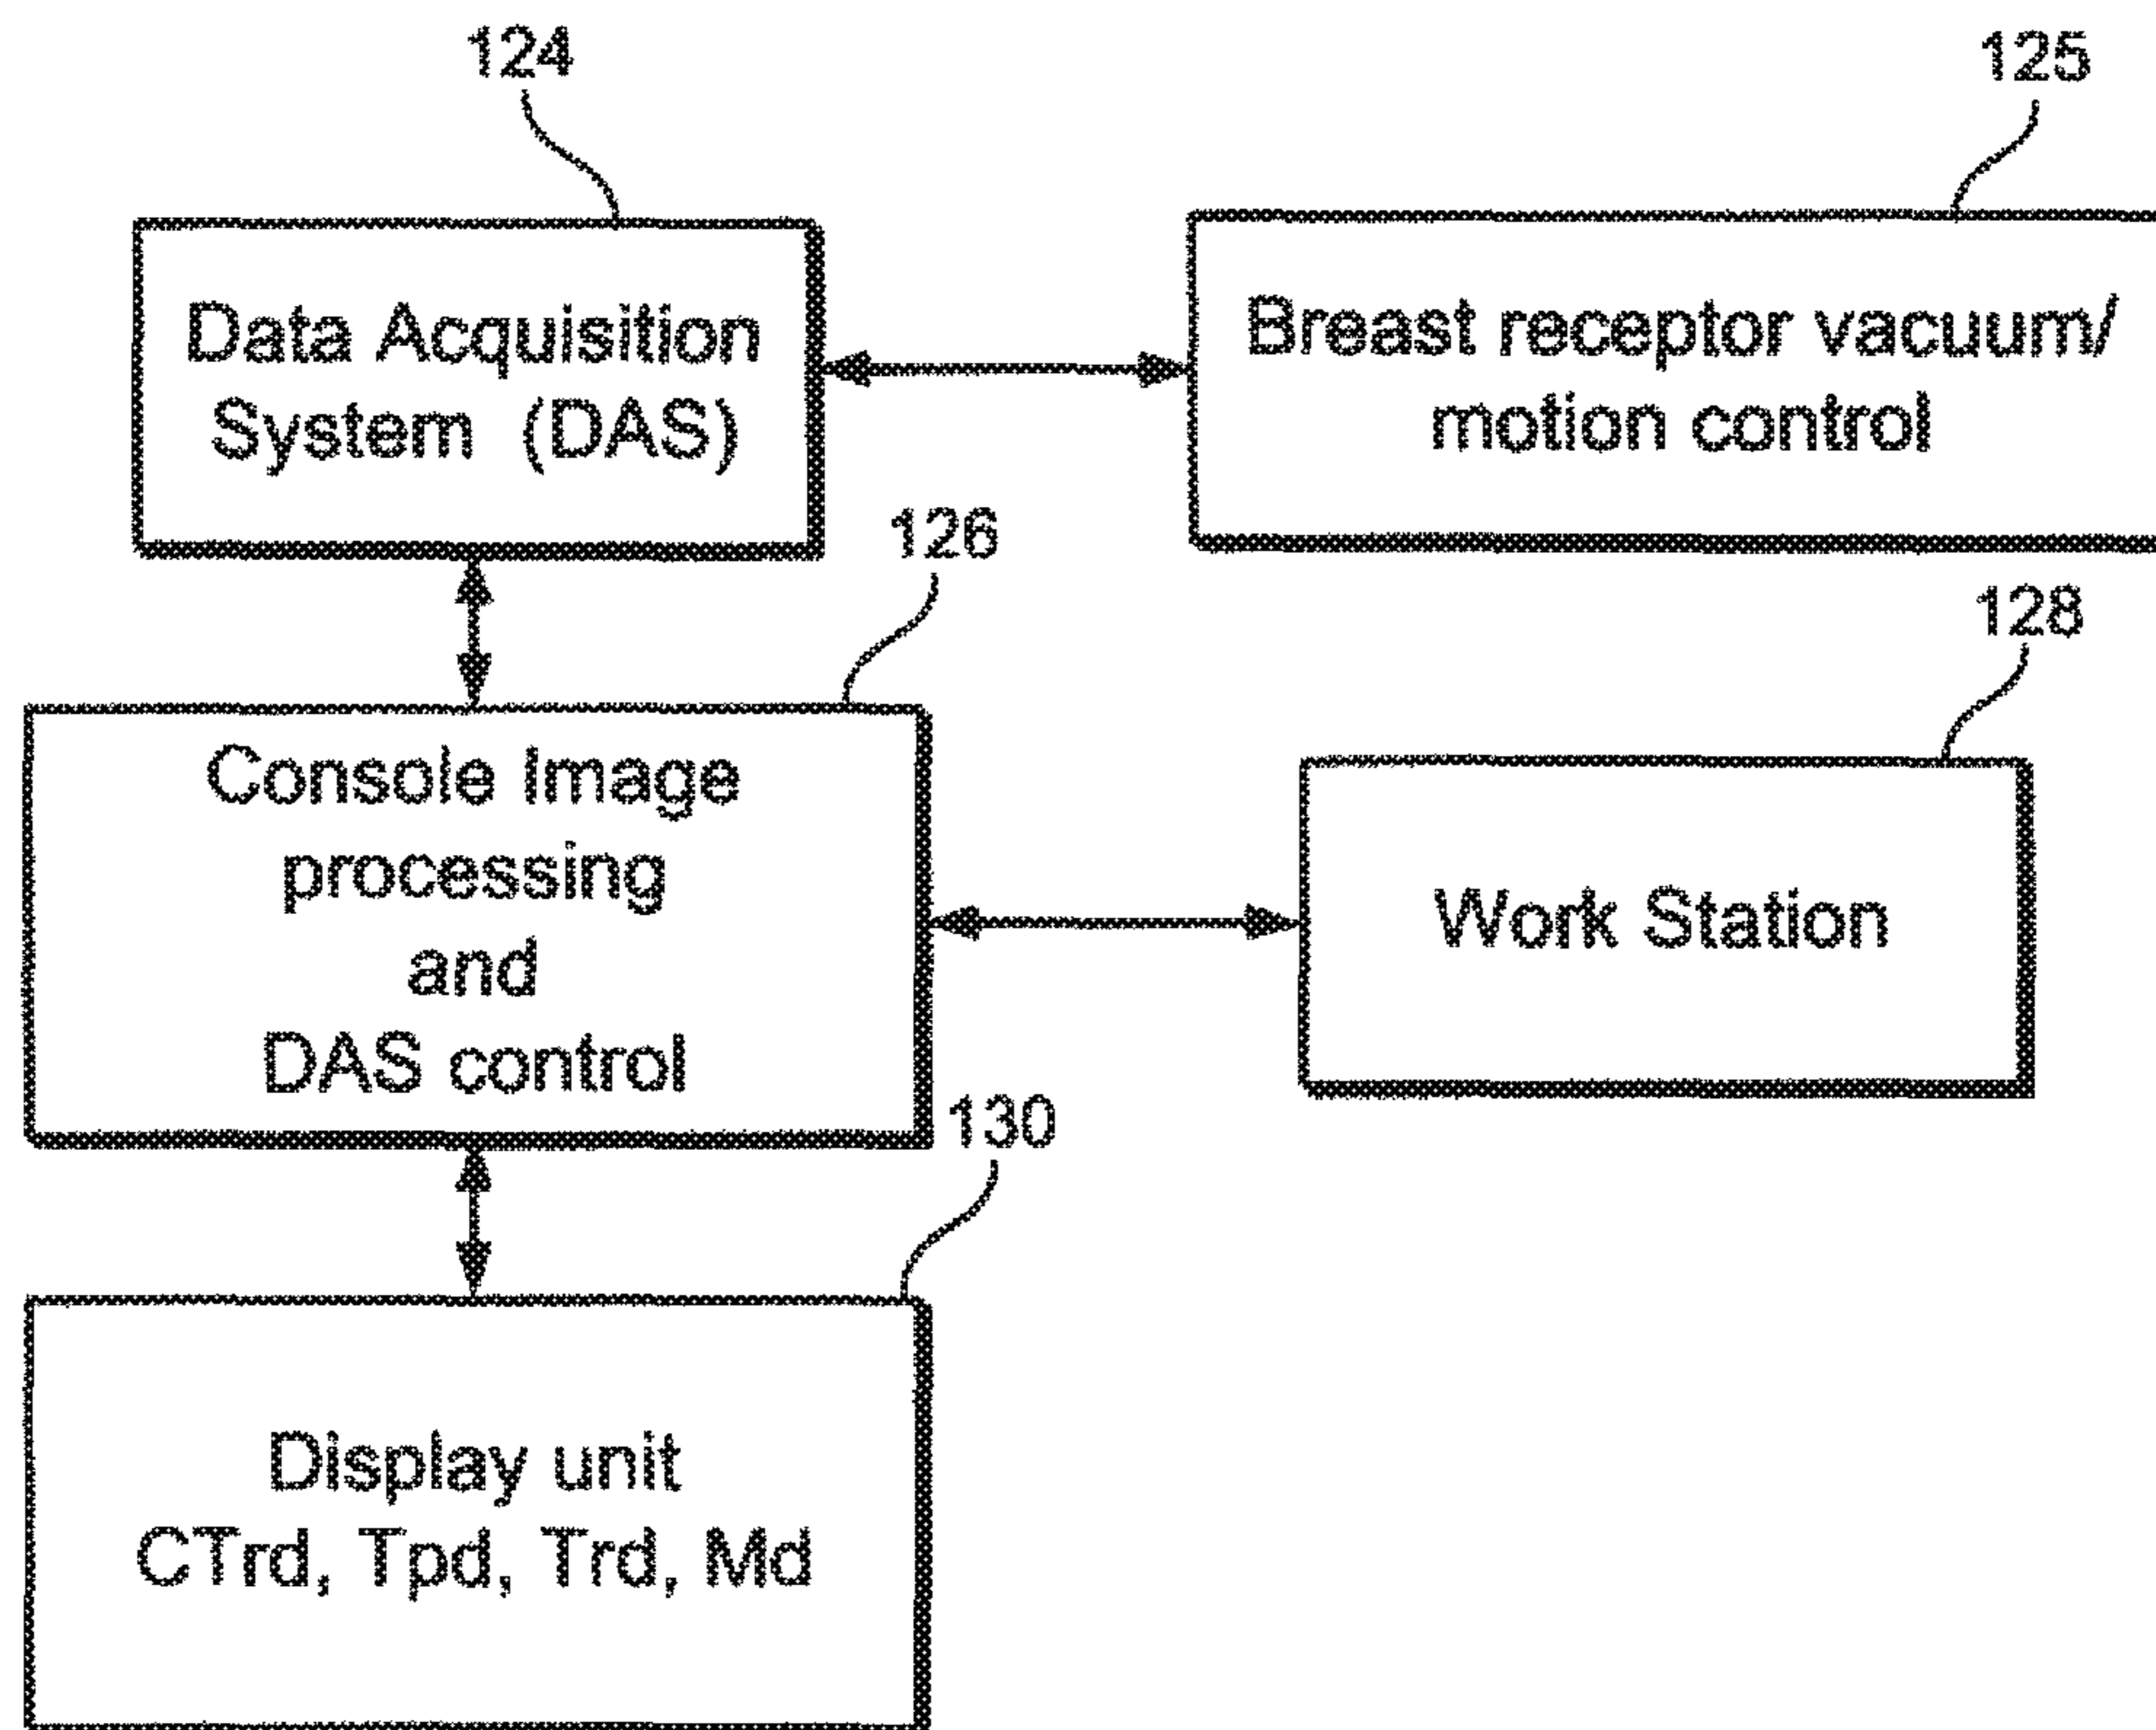 124
125
Data Acquisition
System (DAS)
Breast receptor vacuum/
motion control
126
128
Console Image
processing
and
DAS control
Work Station
130
Display unit
CTrd, Tpd, Trd, Md